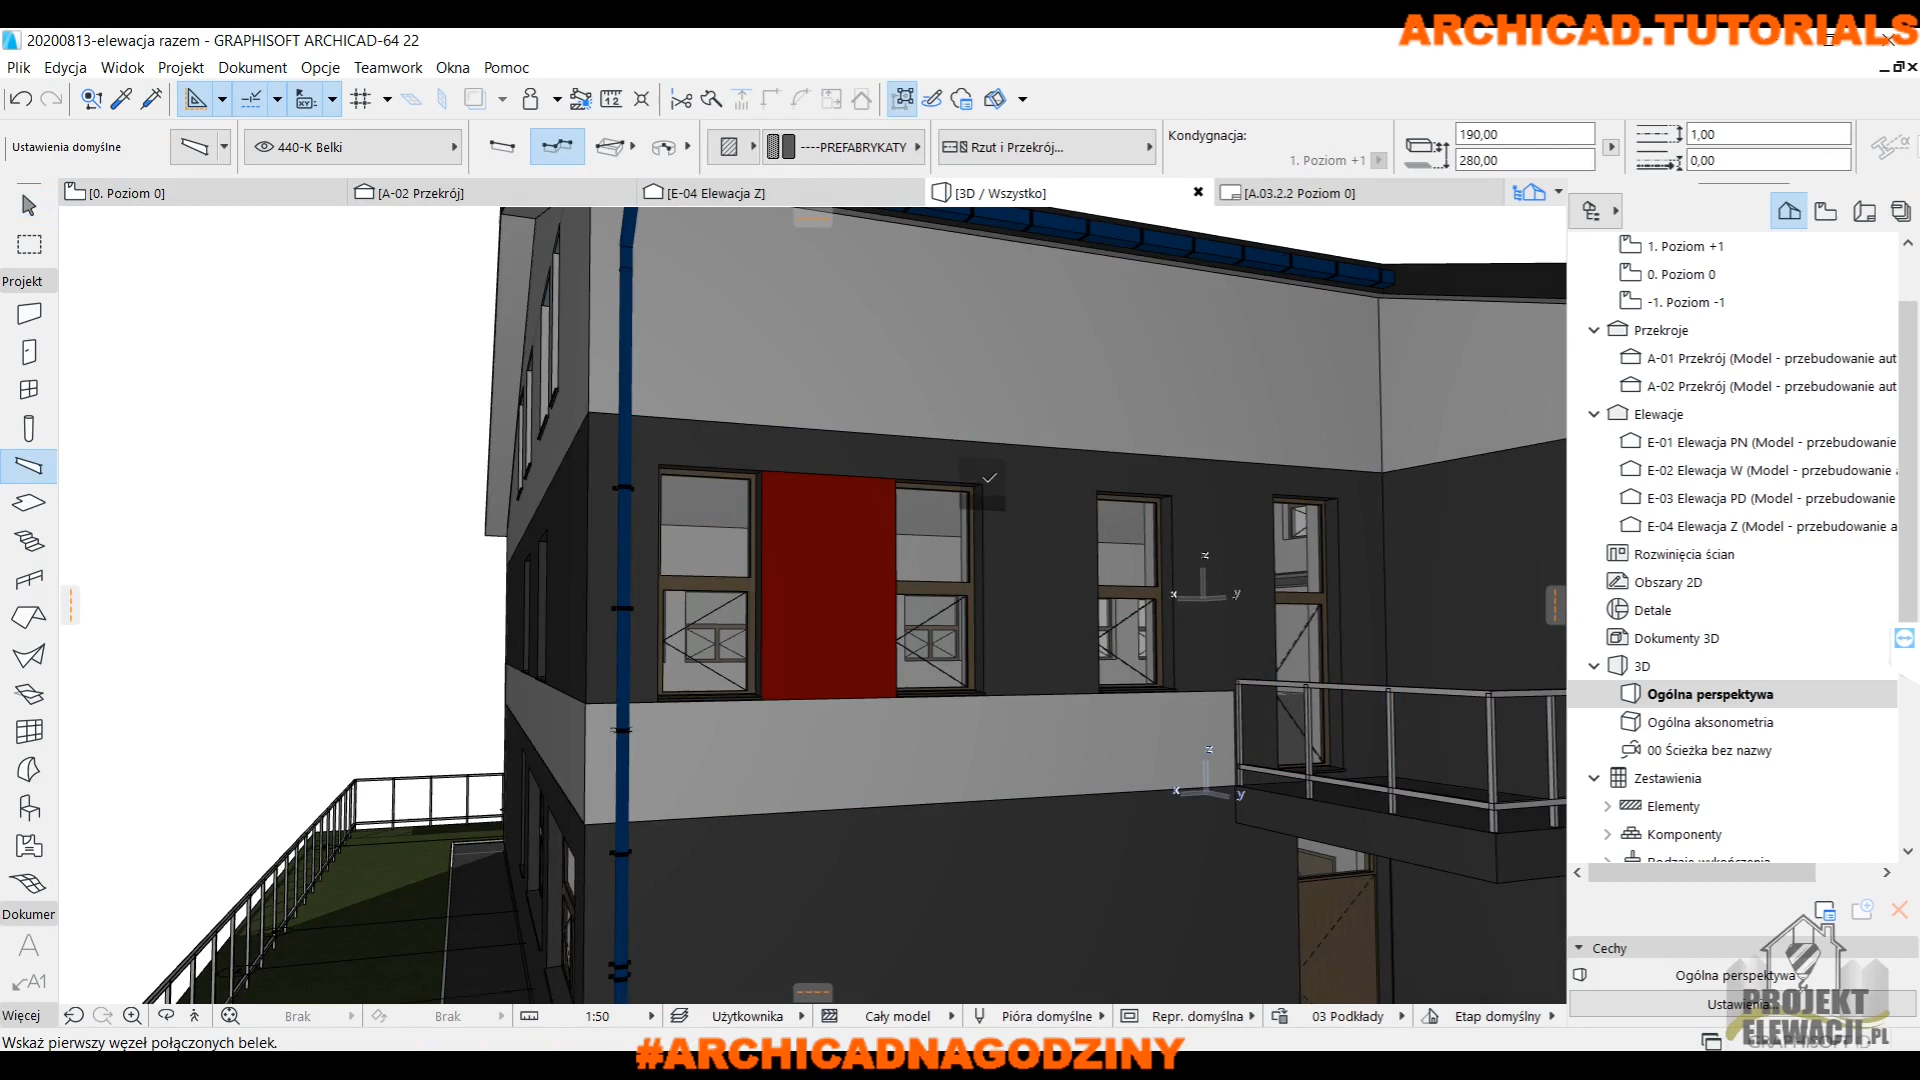 ARCHICAD.TUTORIALS
20200813-elewacja razem - GRAPHISOFT ARCHICAD-64 22
Plik Edycja Widok Projekt Dokument Opcje Teamwork Okna Pomoc
Ustawienia domyślne
440-K Belki
----PREFABRYKATY
Rzut i Przekrój...
Kondygnacja:
1. Poziom +1
190,00
280,00
1,00
0,00
[0. Poziom 0]
[A-02 Przekrój]
[E-04 Elewacja Z]
[3D / Wszystko]
[A.03.2.2 Poziom 0]
Projekt
Dokumer
Więcej
1. Poziom +1
0. Poziom 0
-1. Poziom -1
Przekroje
A-01 Przekrój (Model - przebudowanie aut
A-02 Przekrój (Model - przebudowanie aut
Elewacje
E-01 Elewacja PN (Model - przebudowanie
E-02 Elewacja W (Model - przebudowanie a
E-03 Elewacja PD (Model - przebudowanie
E-04 Elewacja Z (Model - przebudowanie a
Rozwinięcia ścian
Obszary 2D
Detale
Dokumenty 3D
3D
Ogólna perspektywa
Ogólna aksonometria
00 Ścieżka bez nazwy
Zestawienia
Elementy
Komponenty
Rodzaje wykończenia
Cechy
Ogólna perspektywa
Ustawienia...
z
x y
z
x y
Brak
Brak
1:50
Użytkownika
Cały model
Pióra domyślne
Repr. domyślna
03 Podkłady
Etap domyślny
Wskaż pierwszy węzeł połączonych belek.
#ARCHICADNAGODZINY
PROJEKT
ELEWACJI.PL